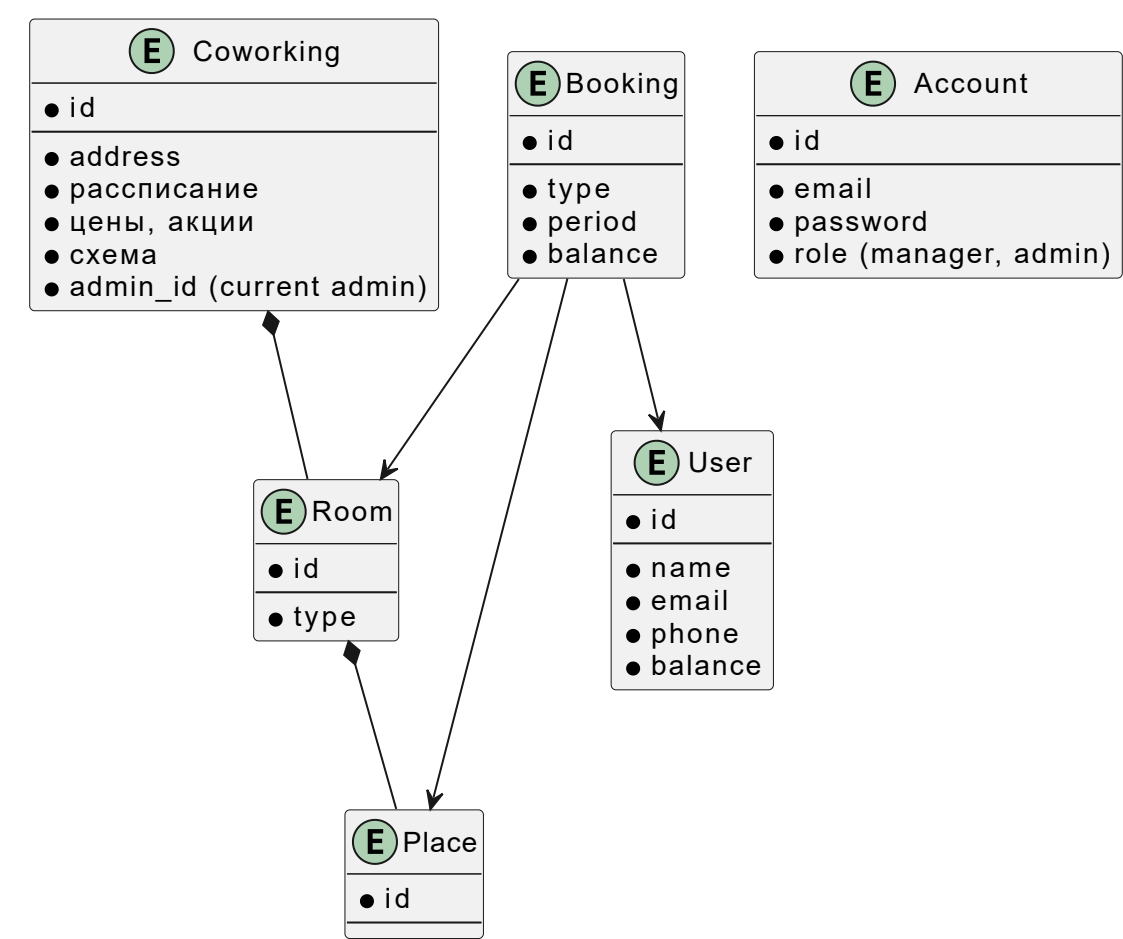 E Coworking
id
address
рассписание
цены, акции
схема
admin_id (current admin)
E Booking
id
type
period
balance
E Account
id
email
password
role (manager, admin)
E User
id
name
email
phone
balance
E Room
id
type
E Place
id